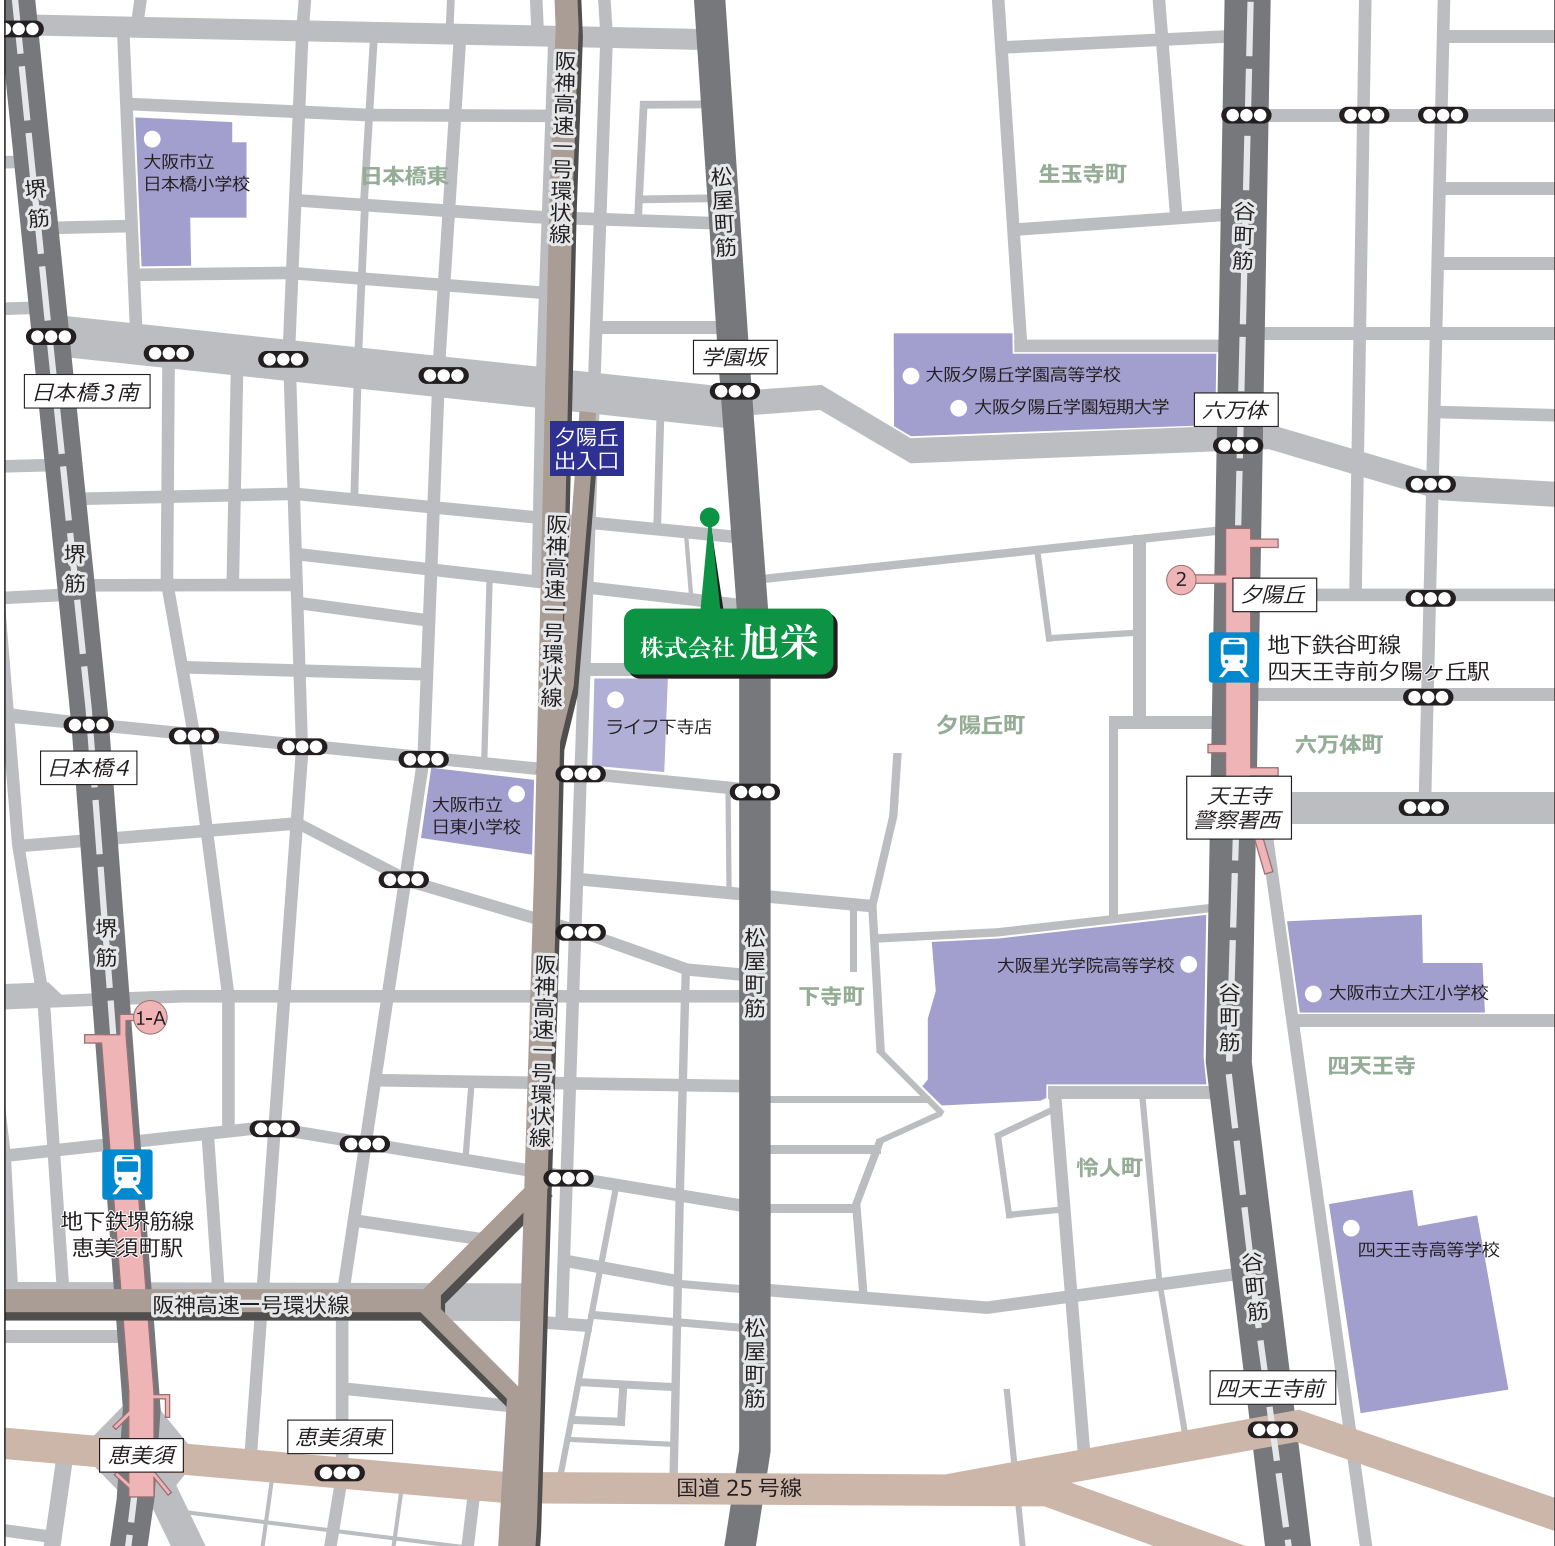 阪神高速一号環状線
大阪市立
日本橋小学校
日本橋東
松屋町筋
生玉寺町
堺筋
谷町筋
学園坂
日本橋3南
大阪夕陽丘学園高等学校
大阪夕陽丘学園短期大学
六万体
夕陽丘
出入口
堺筋
阪神高速一号環状線
2
夕陽丘
株式会社 旭栄
地下鉄谷町線
四天王寺前夕陽ヶ丘駅
ライフ下寺店
夕陽丘町
六万体町
日本橋4
大阪市立
日東小学校
天王寺
警察署西
堺筋
阪神高速一号環状線
松屋町筋
大阪星光学院高等学校
下寺町
谷町筋
大阪市立大江小学校
1-A
四天王寺
怜人町
地下鉄堺筋線
恵美須町駅
四天王寺高等学校
谷町筋
阪神高速一号環状線
松屋町筋
四天王寺前
恵美須東
恵美須
国道 25 号線